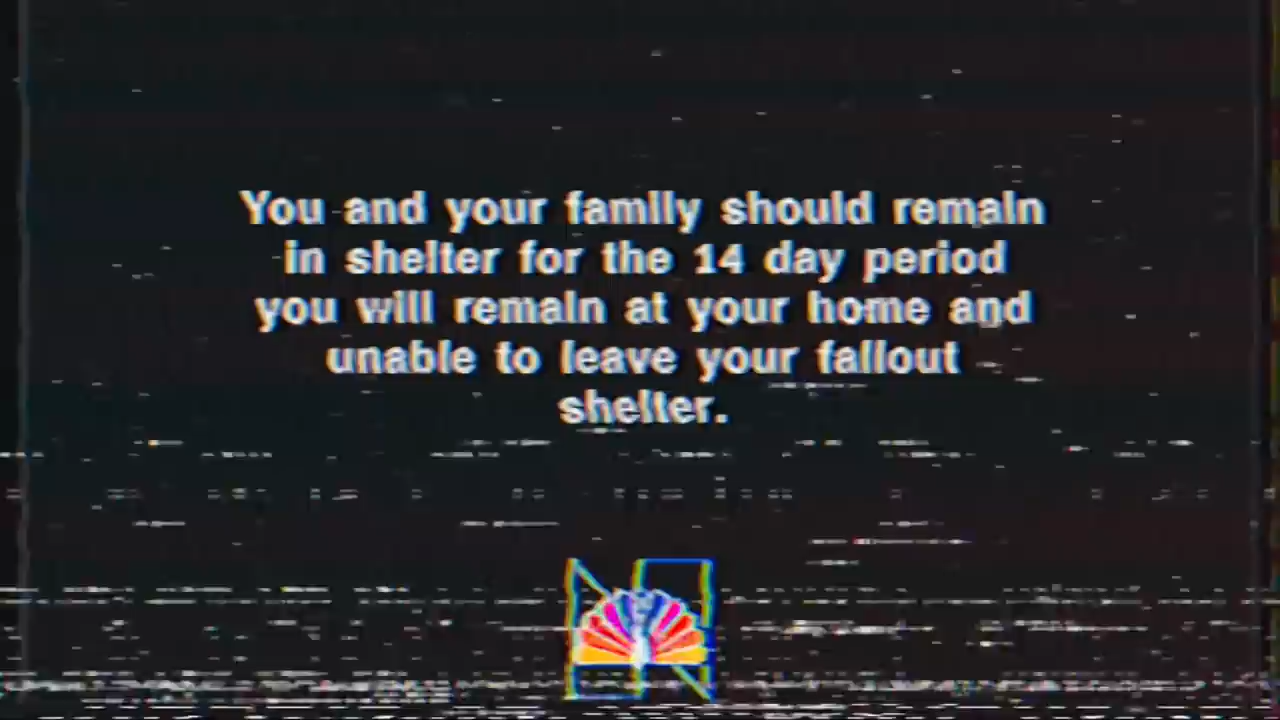 You and your family should remain
in shelter for the 14 day period
you will remain at your home and
unable to leave your fallout
shelter.